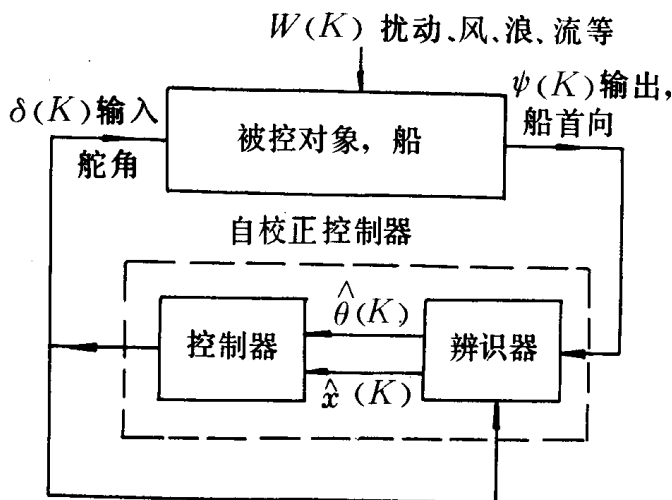 W(K) 扰动、风、浪、流等
δ(K)输入
舵角
被控对象，船
ψ(K)输出，
船首向
自校正控制器
控制器
θ̂(K)
x̂(K)
辨识器